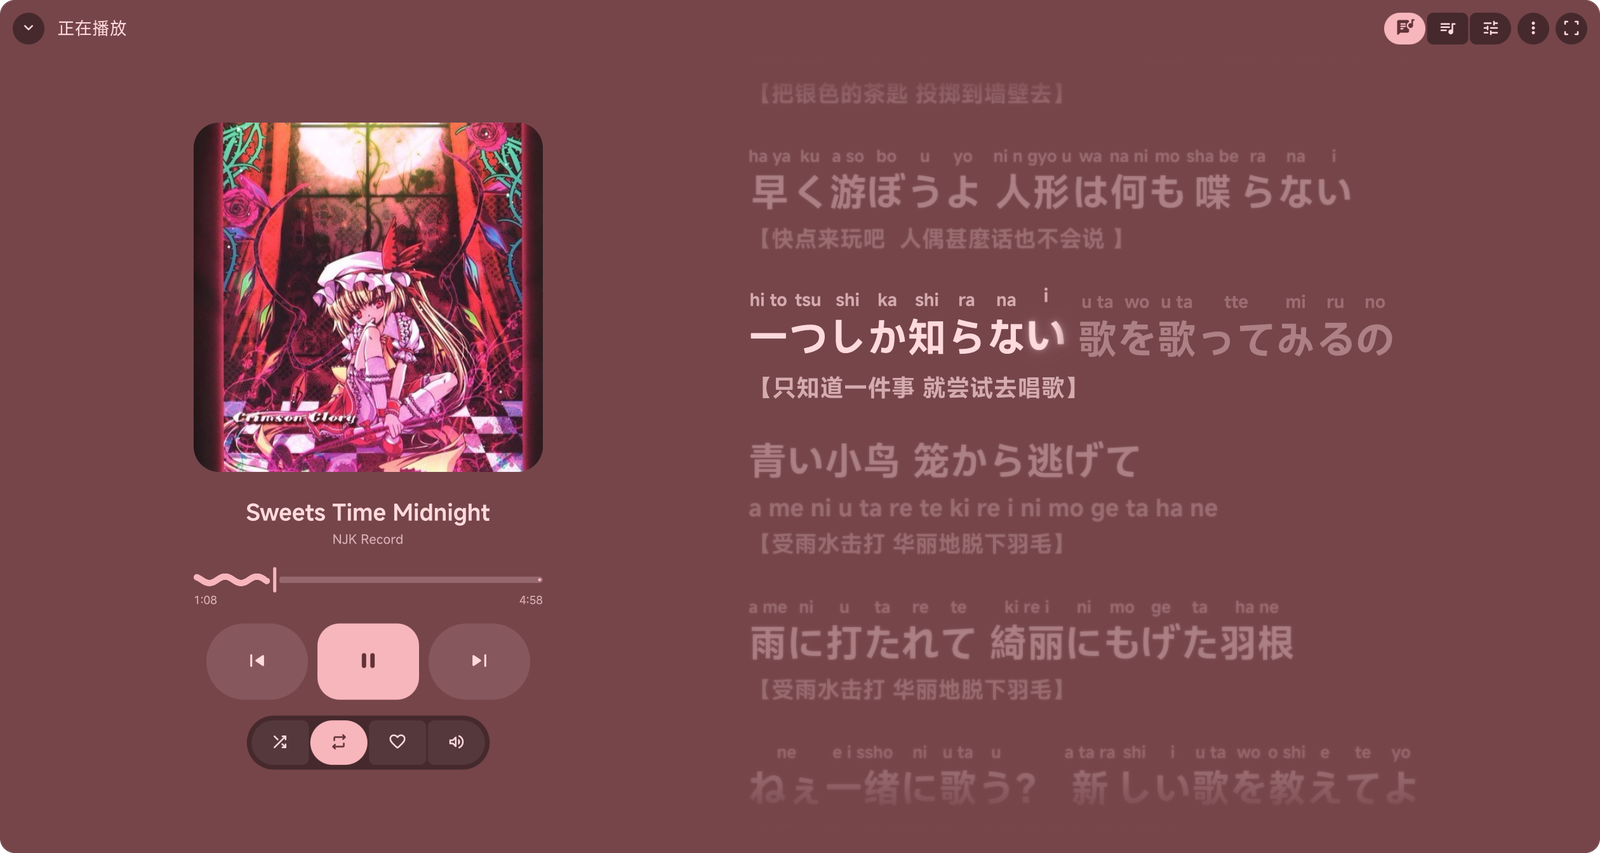 正在播放
Crimson Glory
Sweets Time Midnight
NJK Record
1:08
4:58
【把银色的茶匙 投掷到墙壁去】
ha ya ku a so bo u yo ni n gyo u wa na ni mo sha be ra na i
早く游ぼうよ 人形は何も 喋 らない
【快点来玩吧 人偶甚麼话也不会说 】
hi to tsu shi ka shi ra na i u ta wo u ta tte mi ru no
一つしか知らない 歌を歌ってみるの
【只知道一件事 就尝试去唱歌】
青い小鸟 笼から逃げて
a me ni u ta re te ki re i ni mo ge ta ha ne
【受雨水击打 华丽地脱下羽毛】
a me ni u ta re te ki re i ni mo ge ta ha ne
雨に打たれて 綺丽にもげた羽根
【受雨水击打 华丽地脱下羽毛】
ne e i ssho ni u ta u a ta ra shi i u ta wo o shi e te yo
ねぇ一绪に歌う? 新 しい歌を教えてよ